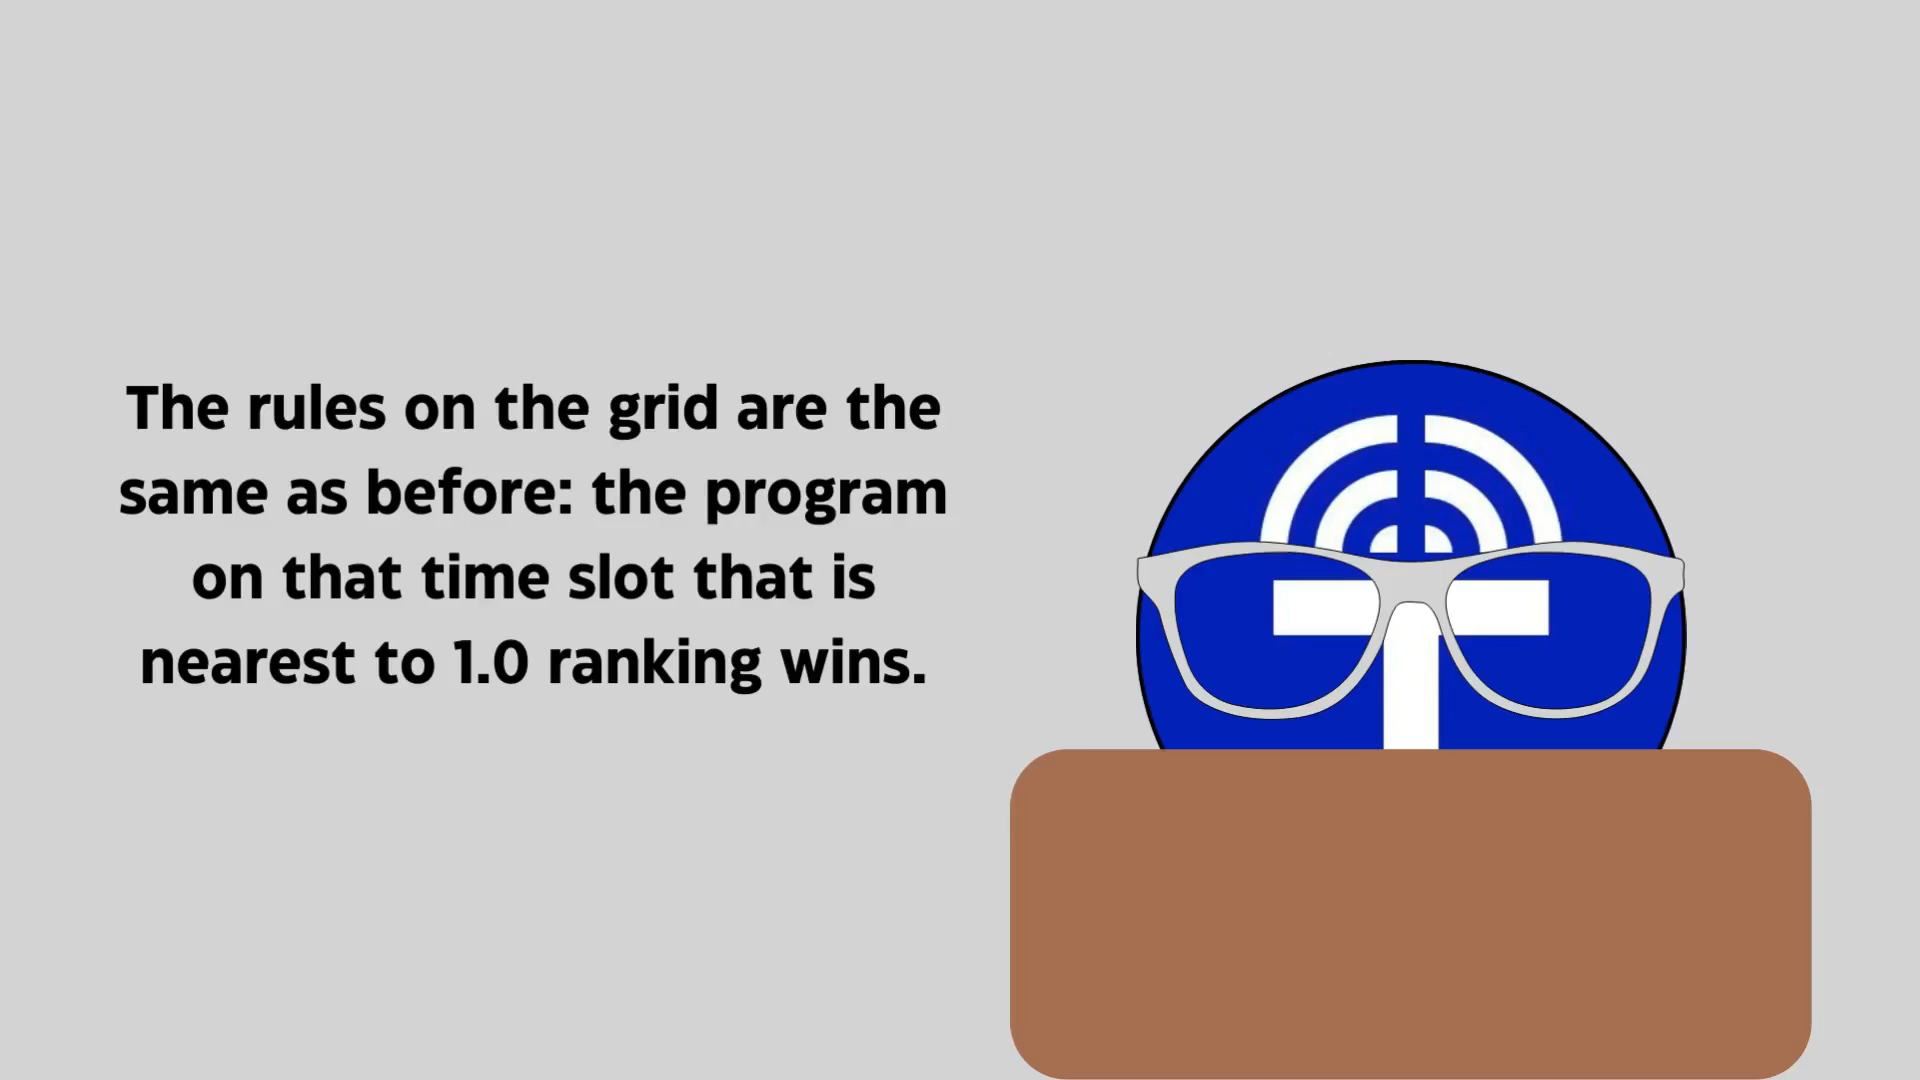 The rules on the grid are the
same as before: the program
on that time slot that is
nearest to 1.0 ranking wins.